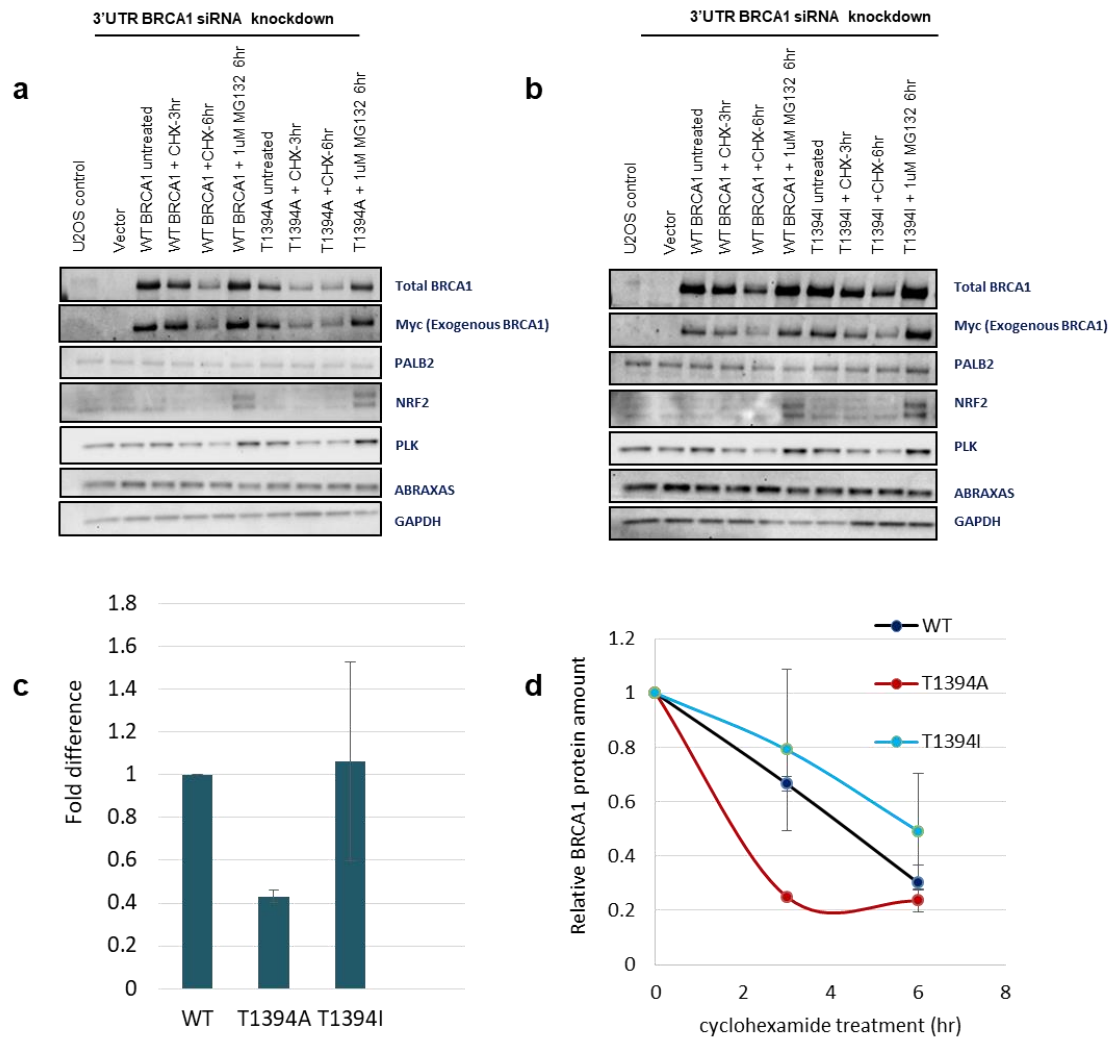 3'UTR BRCA1 siRNA knockdown
a
U2OS control
Vector
WT BRCA1 untreated
WT BRCA1 + CHX-3hr
WT BRCA1 +CHX-6hr
WT BRCA1 + 1uM MG132 6hr
T1394A untreated
T1394A + CHX-3hr
T1394A +CHX-6hr
T1394A + 1uM MG132 6hr
Total BRCA1
Myc (Exogenous BRCA1)
PALB2
NRF2
PLK
ABRAXAS
GAPDH
3'UTR BRCA1 siRNA knockdown
b
U2OS control
Vector
WT BRCA1 untreated
WT BRCA1 + CHX-3hr
WT BRCA1 +CHX-6hr
WT BRCA1 + 1uM MG132 6hr
T1394I untreated
T1394I + CHX-3hr
T1394I +CHX-6hr
T1394I + 1uM MG132 6hr
Total BRCA1
Myc (Exogenous BRCA1)
PALB2
NRF2
PLK
ABRAXAS
GAPDH
c
Fold difference
1.8
1.6
1.4
1.2
1
0.8
0.6
0.4
0.2
0
WT T1394A T1394I
d
Relative BRCA1 protein amount
1.2
1
0.8
0.6
0.4
0.2
0
0 2 4 6 8
cyclohexamide treatment (hr)
WT
T1394A
T1394I